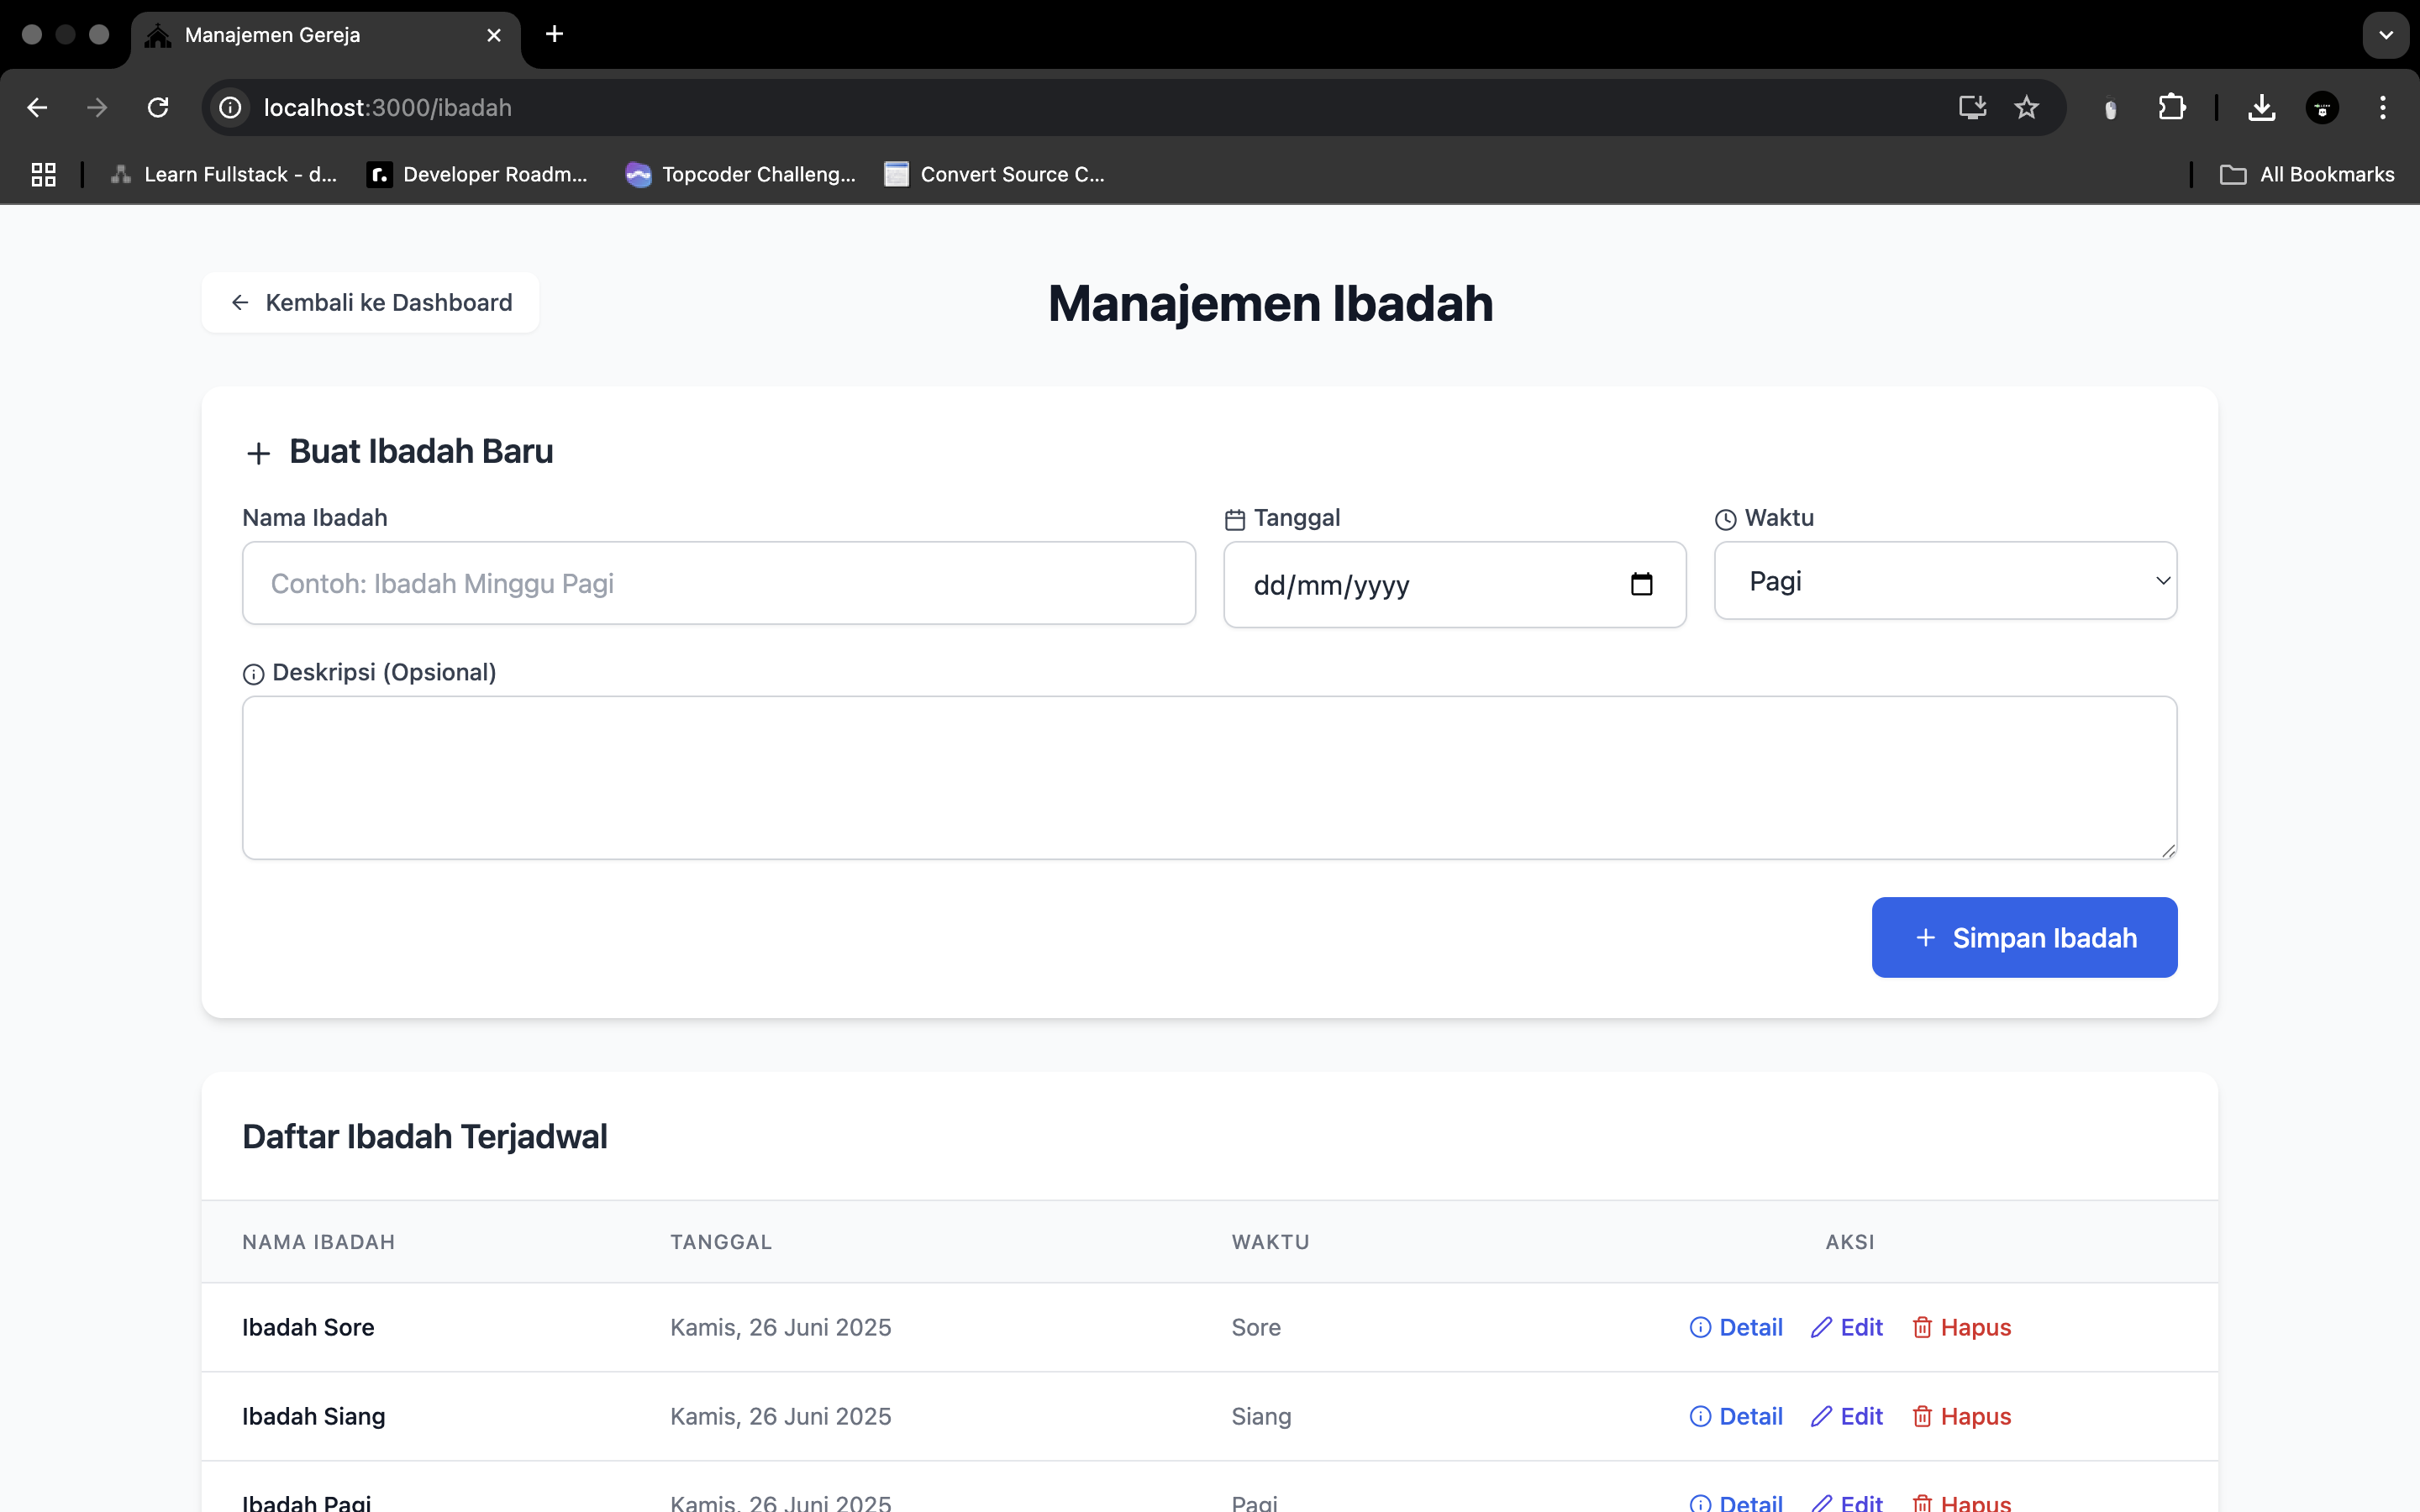 Manajemen Gereja
localhost:3000/ibadah
Learn Fullstack - d... Developer Roadm... Topcoder Challeng... Convert Source C... All Bookmarks
Kembali ke Dashboard
Manajemen Ibadah
Buat Ibadah Baru
Nama Ibadah Tanggal Waktu
Contoh: Ibadah Minggu Pagi dd/mm/yyyy Pagi
Deskripsi (Opsional)
Simpan Ibadah
Daftar Ibadah Terjadwal
NAMA IBADAH TANGGAL WAKTU AKSI
Ibadah Sore Kamis, 26 Juni 2025 Sore Detail Edit Hapus
Ibadah Siang Kamis, 26 Juni 2025 Siang Detail Edit Hapus
Ibadah Pagi Kamis, 26 Juni 2025 Pagi Detail Edit Hapus